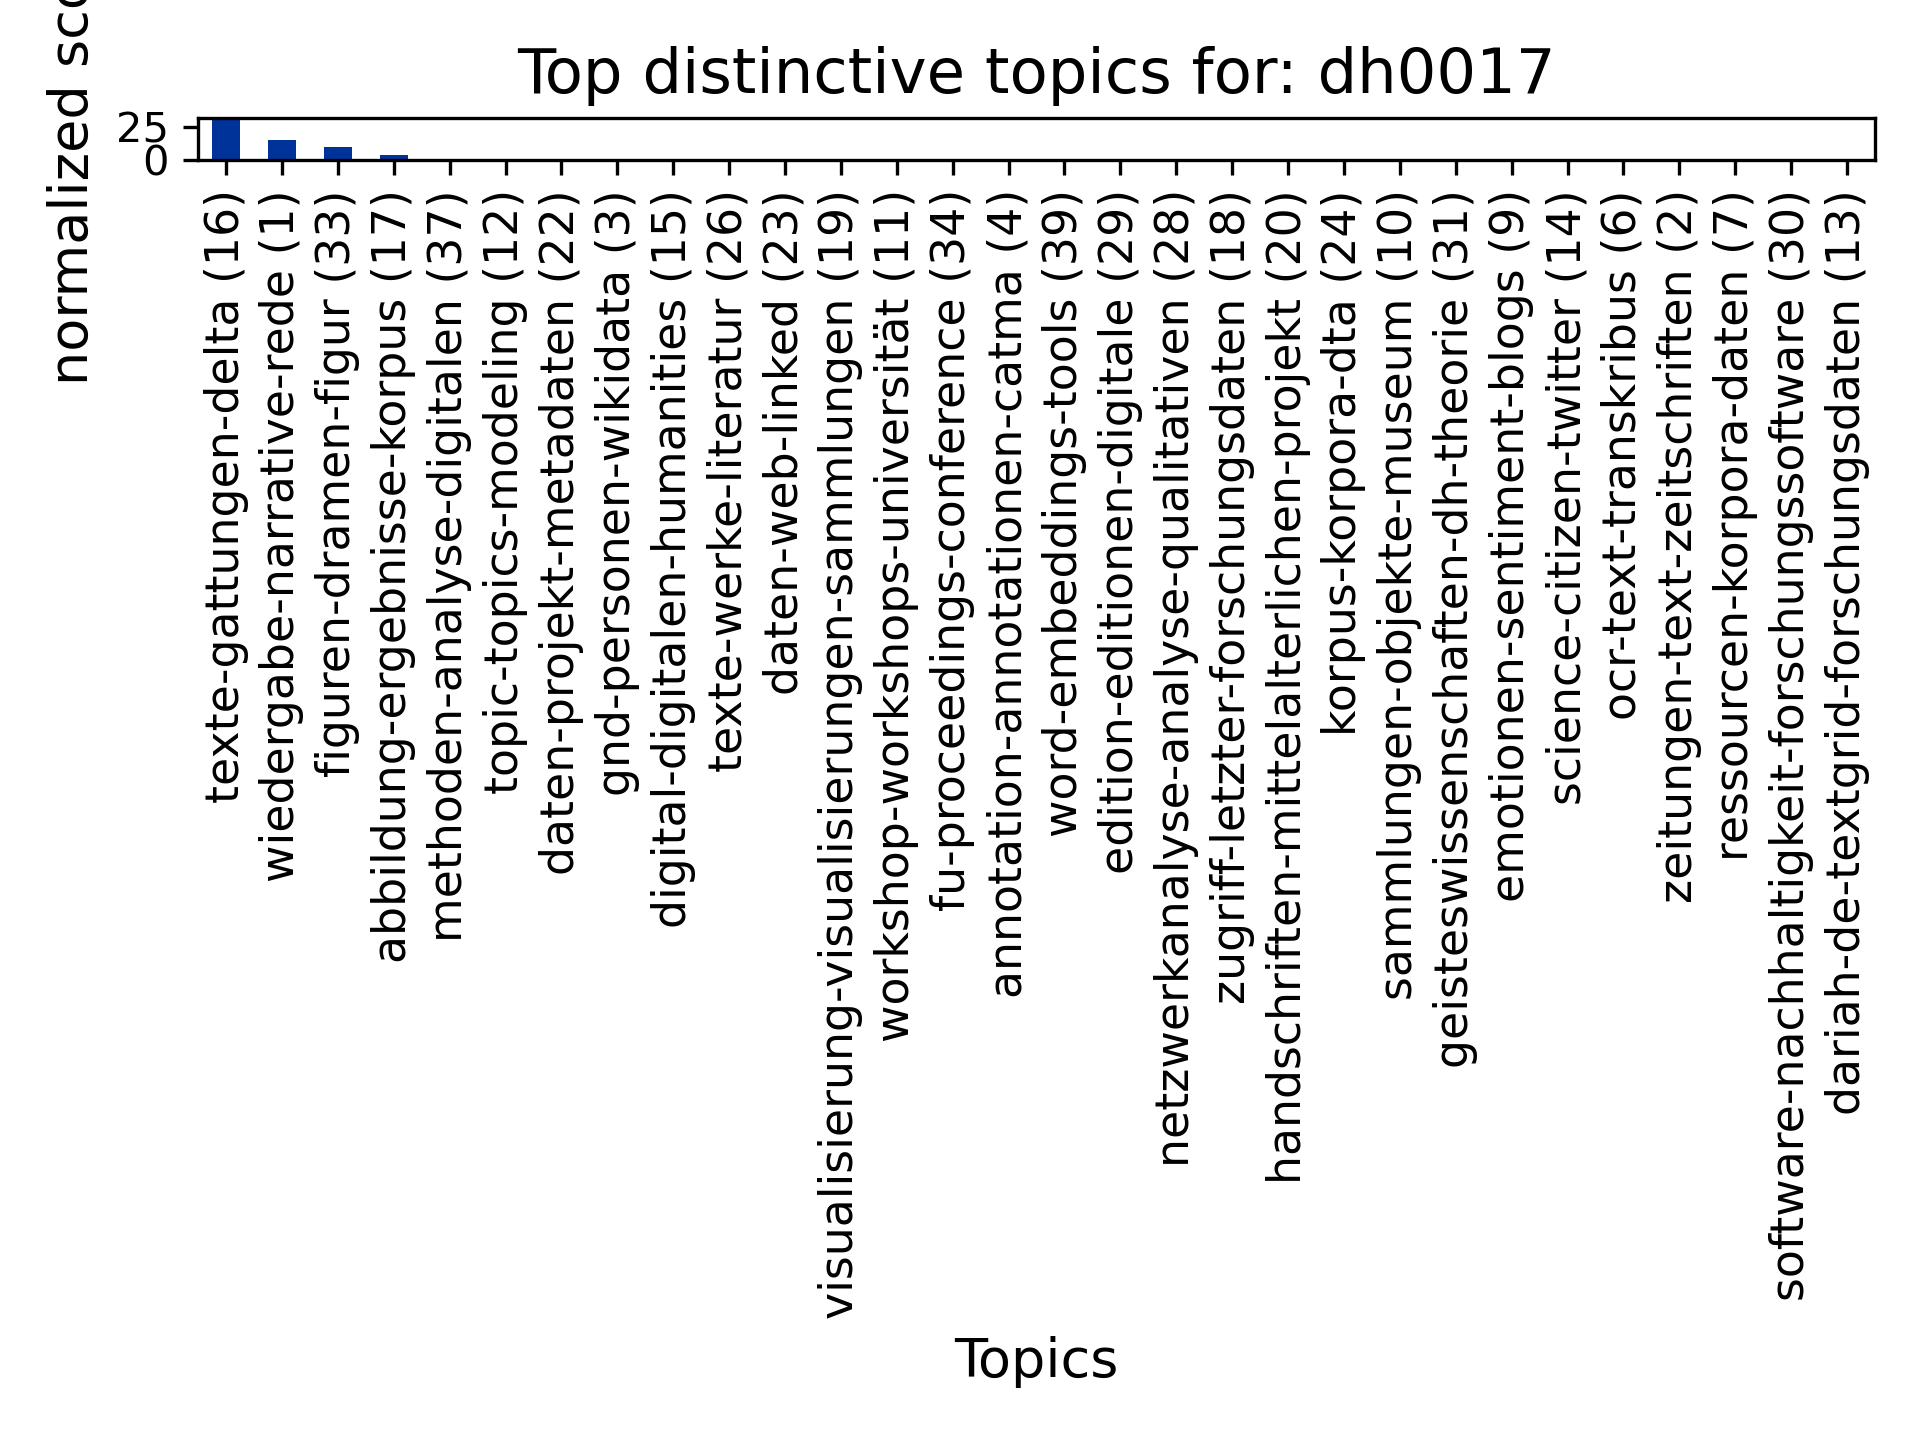 Top distinctive topics for: dh0017
normalized
25
0
texte-gattungen-delta (16)
wiedergabe-narrative-rede (1)
figuren-dramen-figur (33)
abbildung-ergebnisse-korpus (17)
methoden-analyse-digitalen (37)
topic-topics-modeling (12)
daten-projekt-metadaten (22)
gnd-personen-wikidata (3)
digital-digitalen-humanities (15)
texte-werke-literatur (26)
daten-web-linked (23)
visualisierung-visualisierungen-sammlungen (19)
workshop-workshops-universität (11)
fu-proceedings-conference (34)
annotation-annotationen-catma (4)
word-embeddings-tools (39)
edition-editionen-digitale (29)
netzwerkanalyse-analyse-qualitativen (28)
zugriff-letzter-forschungsdaten (18)
handschriften-mittelalterlichen-projekt (20)
korpus-korpora-dta (24)
sammlungen-objekte-museum (10)
geisteswissenschaften-dh-theorie (31)
emotionen-sentiment-blogs (9)
science-citizen-twitter (14)
ocr-text-transkribus (6)
zeitungen-text-zeitschriften (2)
ressourcen-korpora-daten (7)
software-nachhaltigkeit-forschungssoftware (30)
dariah-de-textgrid-forschungsdaten (13)
Topics